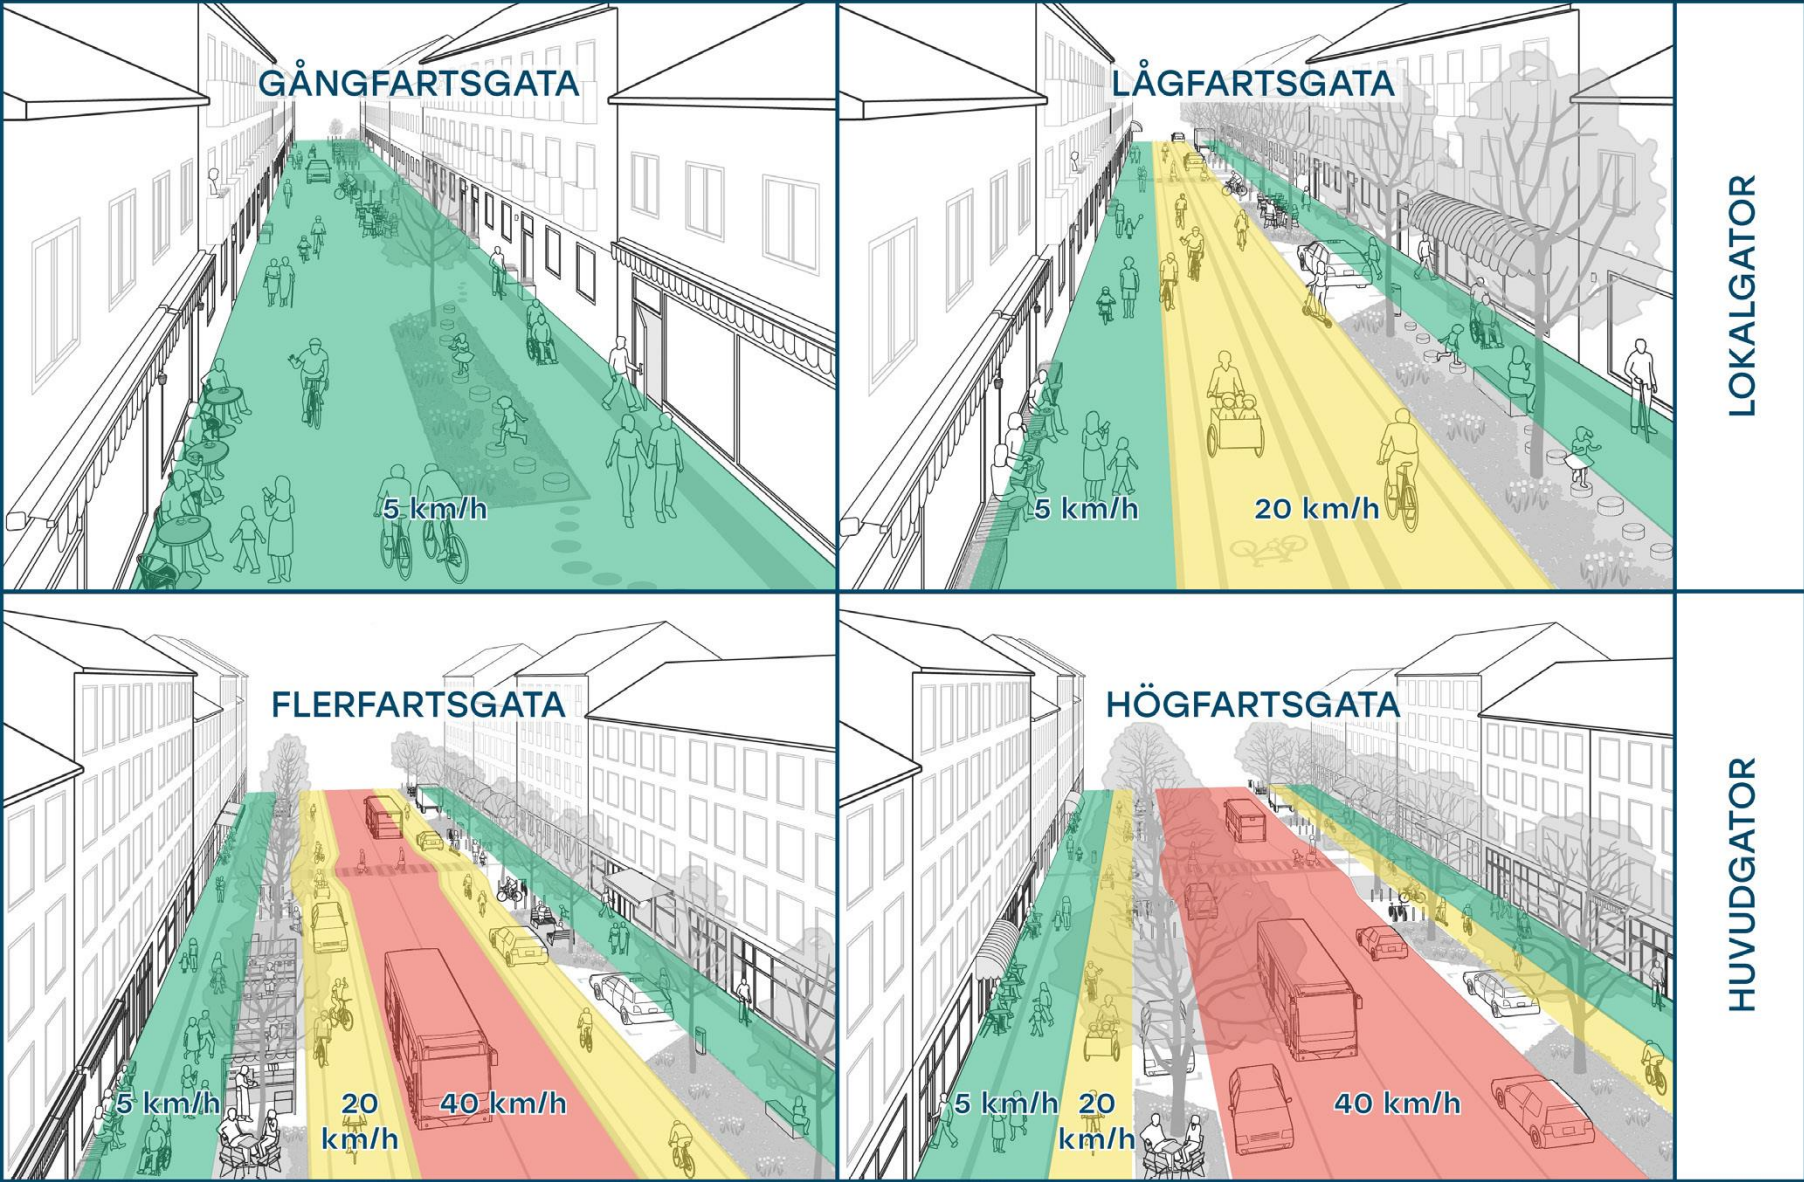 GÅNGFARTSGATA
5 km/h
LÅGFARTSGATA
5 km/h
20 km/h
LOKALGATOR
FLERFARTSGATA
5 km/h
20
km/h
40 km/h
HÖGFARTSGATA
5 km/h
20
km/h
40 km/h
HUVUDGATOR